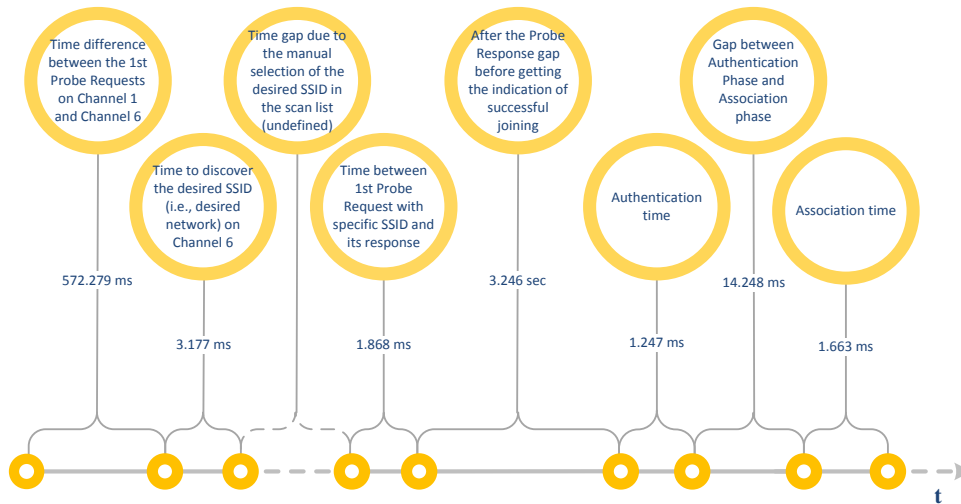 Time difference
between the 1st
Probe Requests
on Channel 1
and Channel 6
Time gap due to
the manual
selection of the
desired SSID in
the scan list
(undefined)
After the Probe
Response gap
before getting
the indication of
successful
joining
Gap between
Authentication
Phase and
Association
phase
Time to discover
the desired SSID
(i.e., desired
network) on
Channel 6
Time between
1st Probe
Request with
specific SSID and
its response
Authentication
time
Association time
572.279 ms
3.246 sec
14.248 ms
3.177 ms
1.868 ms
1.247 ms
1.663 ms
t